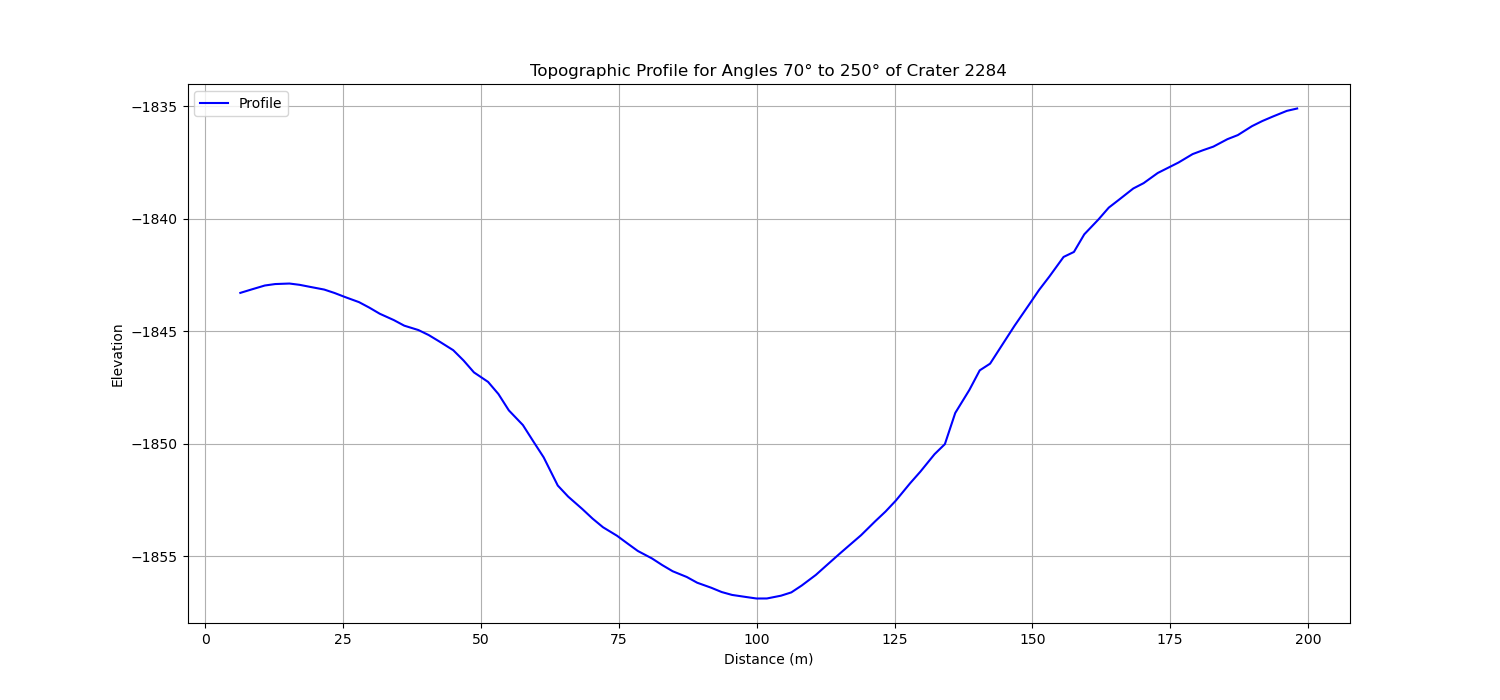 Topographic Profile for Angles 70° to 250° of Crater 2284
Profile
Elevation
−1835
−1840
−1845
−1850
−1855
0 25 50 75 100 125 150 175 200
Distance (m)